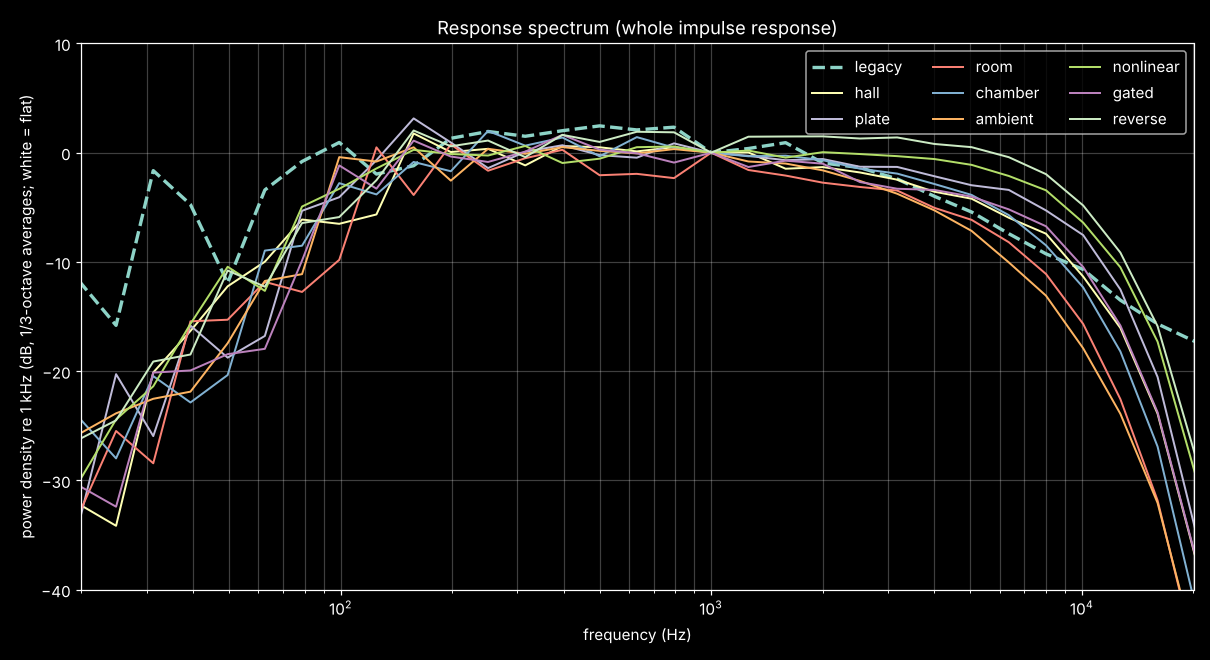 Response spectrum (whole impulse response)
power density re 1 kHz (dB, 1/3-octave averages; white = flat)
10
0
−10
−20
−30
−40
legacy
hall
plate
room
chamber
ambient
nonlinear
gated
reverse
10²
10³
10⁴
frequency (Hz)